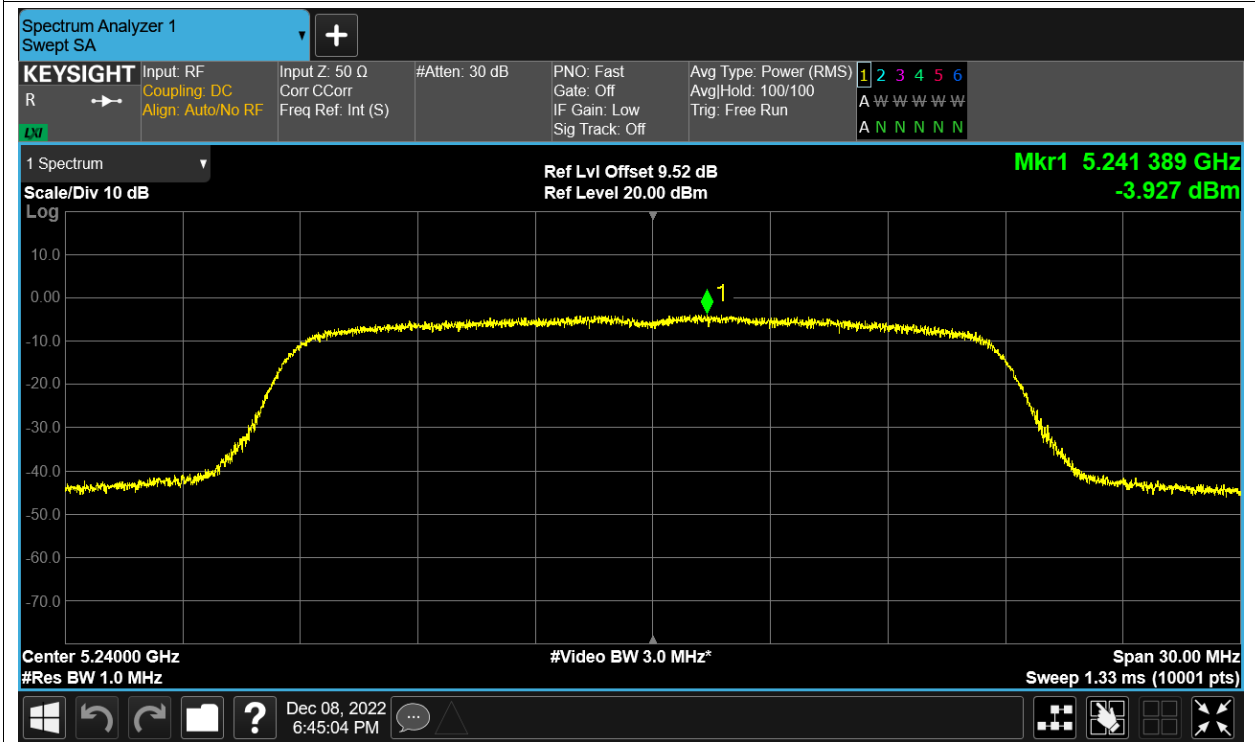 Spectrum Analyzer 1
Swept SA
+
KEYSIGHT
R
LXI
Input: RF
Coupling: DC
Align: Auto/No RF
Input Z: 50 Ω
Corr CCorr
Freq Ref: Int (S)
#Atten: 30 dB
PNO: Fast
Gate: Off
IF Gain: Low
Sig Track: Off
Avg Type: Power (RMS)
Avg|Hold: 100/100
Trig: Free Run
1 2 3 4 5 6
A W W W W W
A N N N N N
1 Spectrum
Scale/Div 10 dB
Ref Lvl Offset 9.52 dB
Ref Level 20.00 dBm
Mkr1 5.241 389 GHz
-3.927 dBm
Log
10.0
0.00
-10.0
-20.0
-30.0
-40.0
-50.0
-60.0
-70.0
1
Center 5.24000 GHz
#Res BW 1.0 MHz
#Video BW 3.0 MHz*
Span 30.00 MHz
Sweep 1.33 ms (10001 pts)
?
Dec 08, 2022
6:45:04 PM